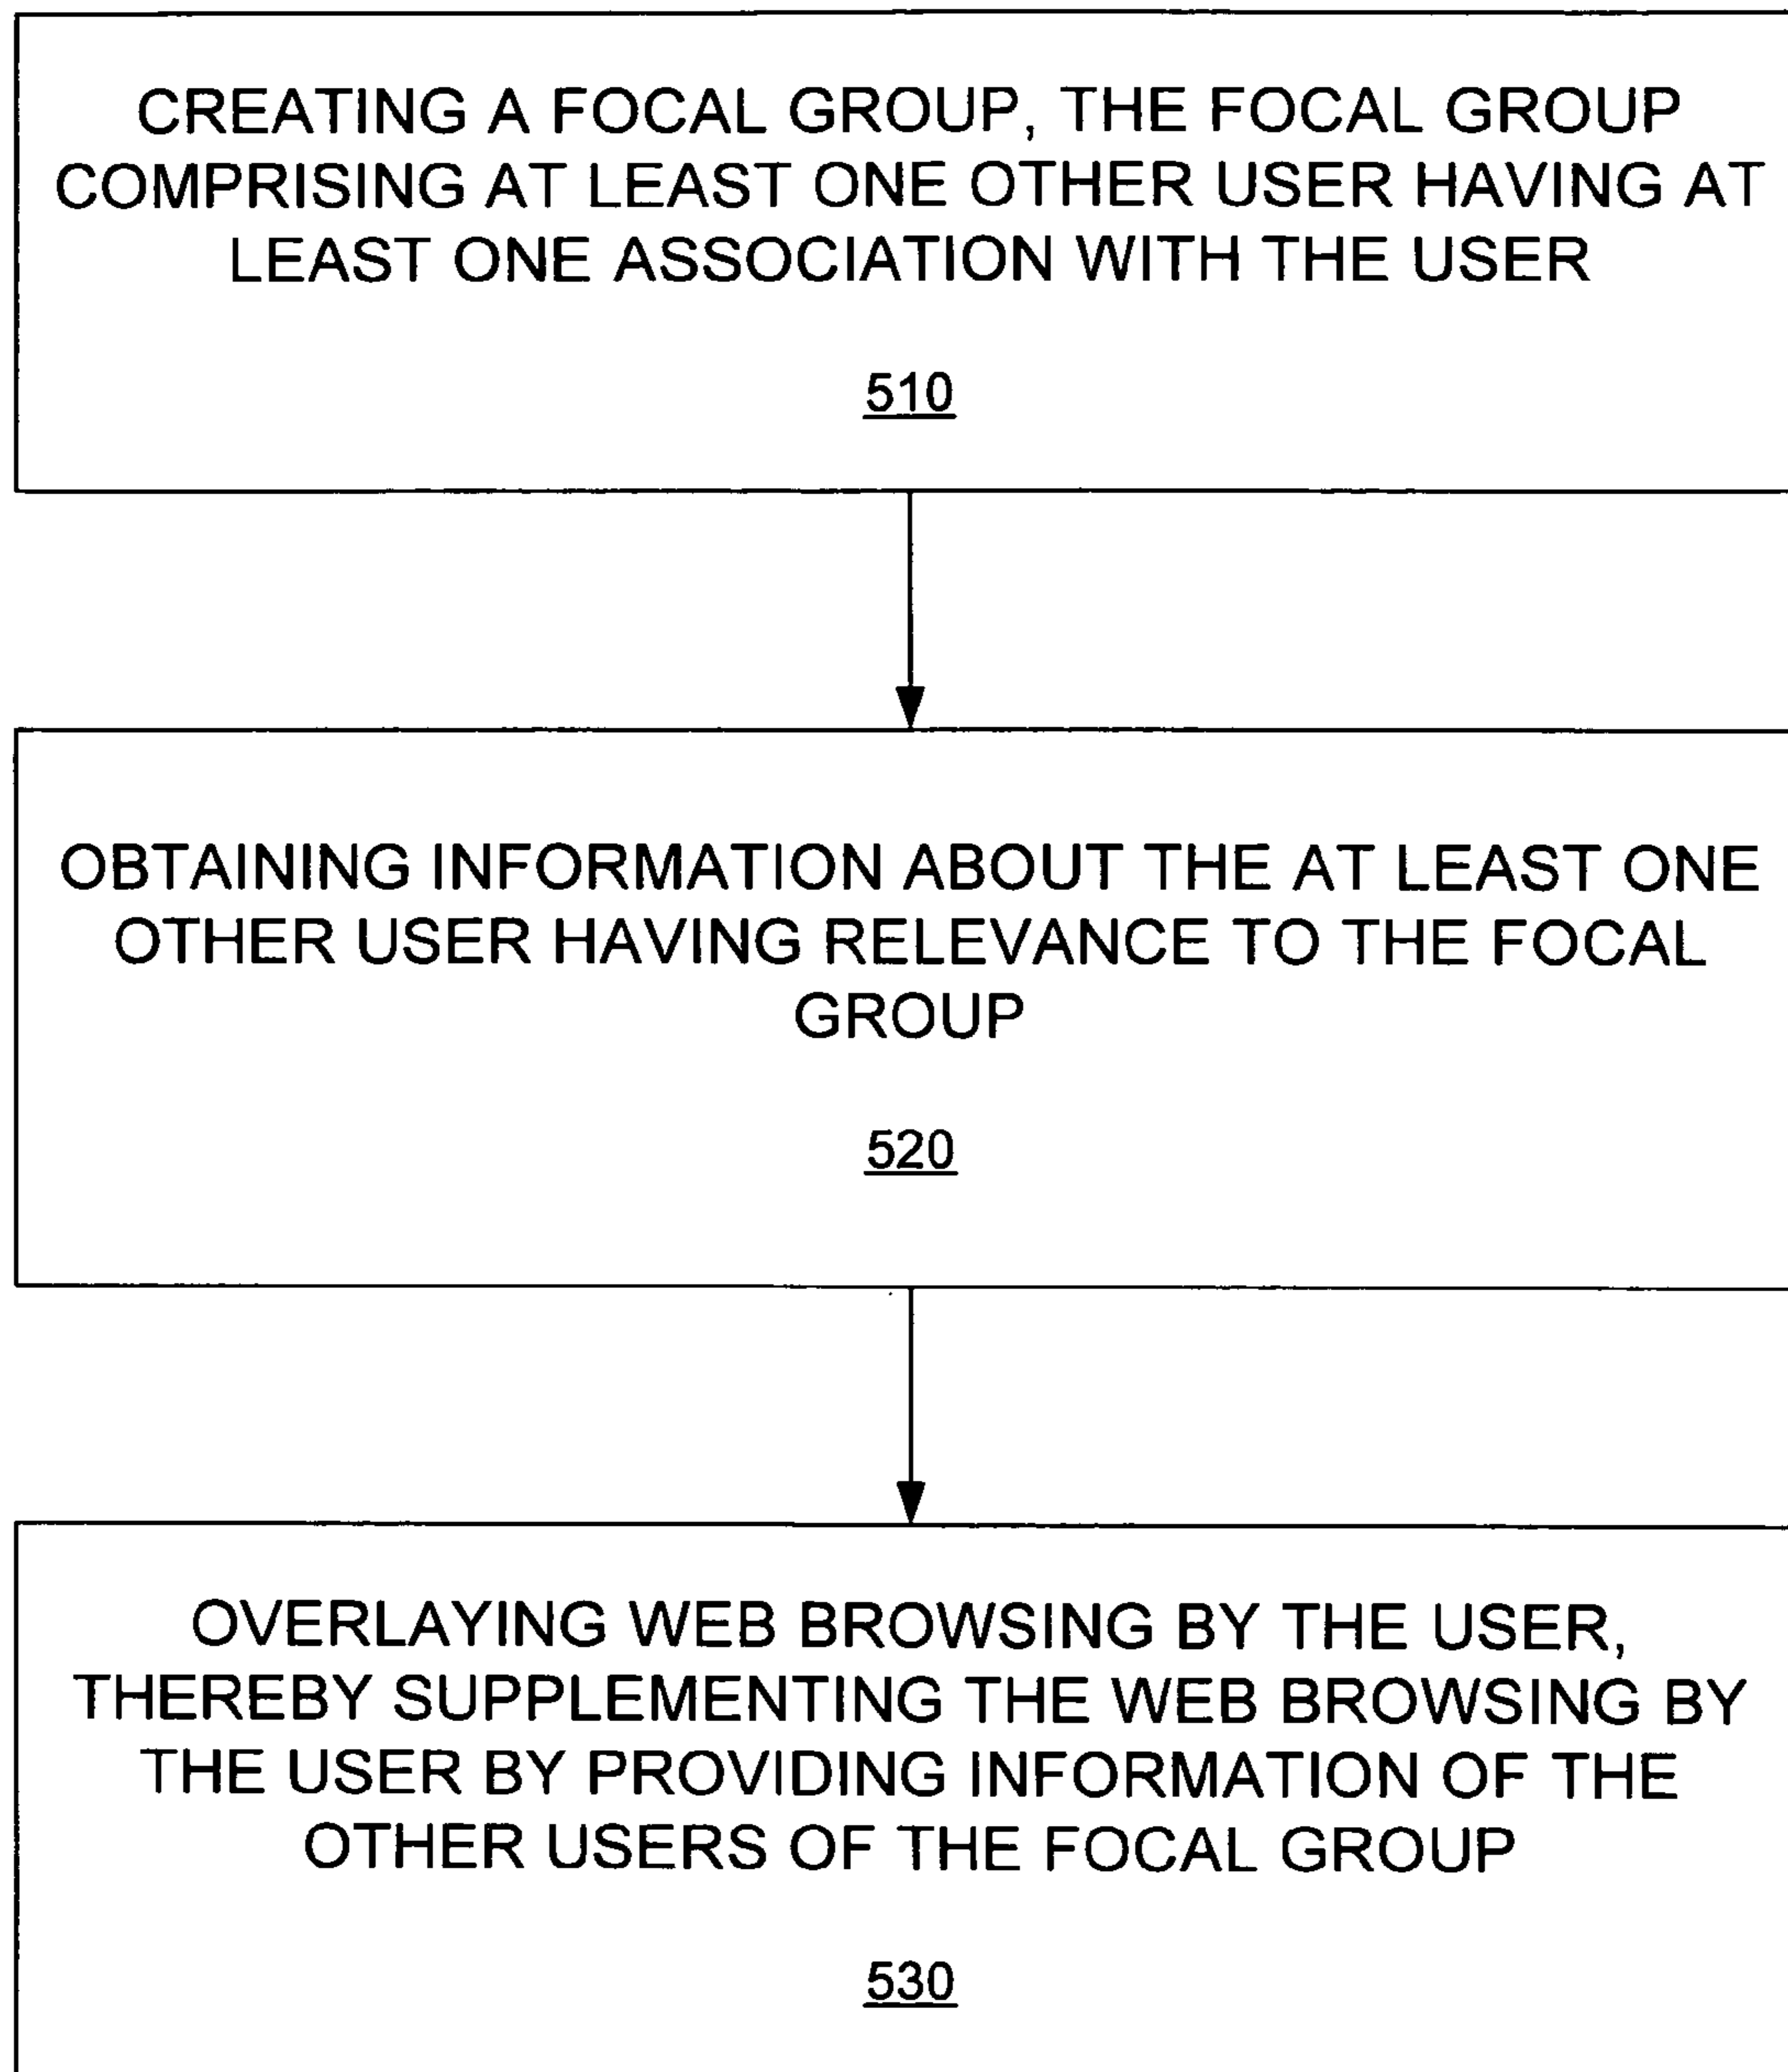 CREATING A FOCAL GROUP, THE FOCAL GROUP
COMPRISING AT LEAST ONE OTHER USER HAVING AT
LEAST ONE ASSOCIATION WITH THE USER
510
OBTAINING INFORMATION ABOUT THE AT LEAST ONE
OTHER USER HAVING RELEVANCE TO THE FOCAL
GROUP
520
OVERLAYING WEB BROWSING BY THE USER,
THEREBY SUPPLEMENTING THE WEB BROWSING BY
THE USER BY PROVIDING INFORMATION OF THE
OTHER USERS OF THE FOCAL GROUP
530